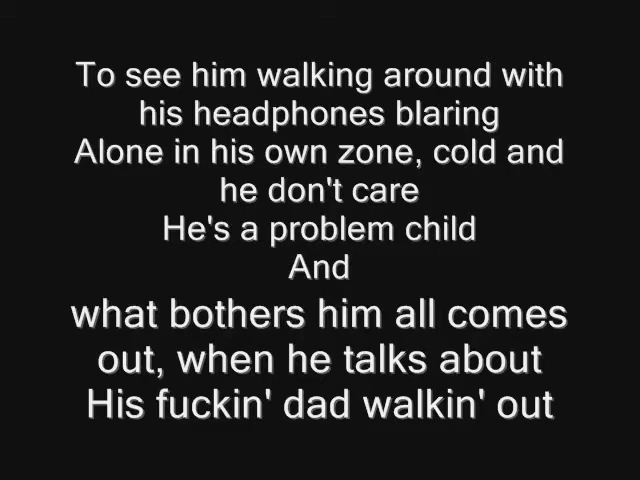 To see him walking around with
his headphones blaring
Alone in his own zone, cold and
he don't care
He's a problem child
And
what bothers him all comes
out, when he talks about
His fuckin' dad walkin' out